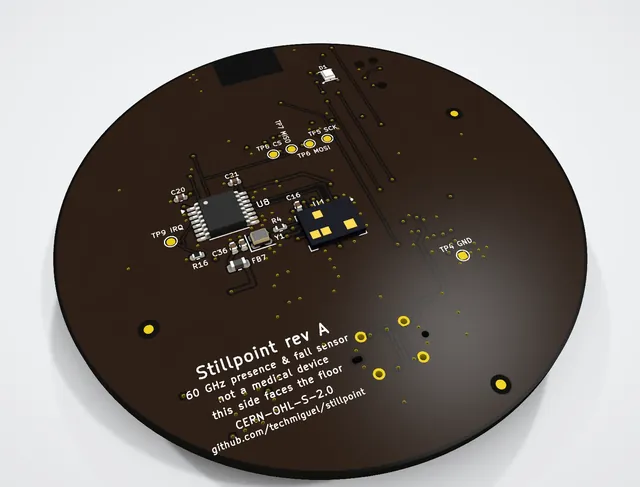 D1
TP7 MISO
TP5 SCK
TP8 CS
TP6 MOSI
C21
C20
U8
C16
TP9 IRQ
R4
Y1
C36
R16
FB7
TP4 GND
Stillpoint rev A
60 GHz presence & fall sensor
not a medical device
this side faces the floor
CERN-OHL-S-2.0
github.com/techmiguel/stillpoint